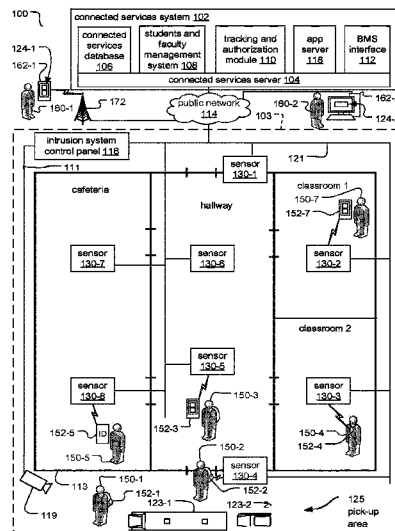 100
connected services system 102
124-1
162-1
connected services database 106
students and faculty management system 108
tracking and authorization module 110
app server 118
BMS interface 112
connected services server 104
160-1
172
public network 114
160-2
162-2
124-2
103
intrusion system control panel 116
111
121
sensor 130-1
cafeteria
hallway
classroom 1
150-7
152-7
sensor 130-7
sensor 130-6
sensor 130-2
classroom 2
sensor 130-5
sensor 130-8
sensor 130-3
150-3
152-3
ID
152-5
150-5
150-4
152-4
150-2
sensor 130-4
152-2
150-1
152-1
113
119
123-1
123-2
125
pick-up area